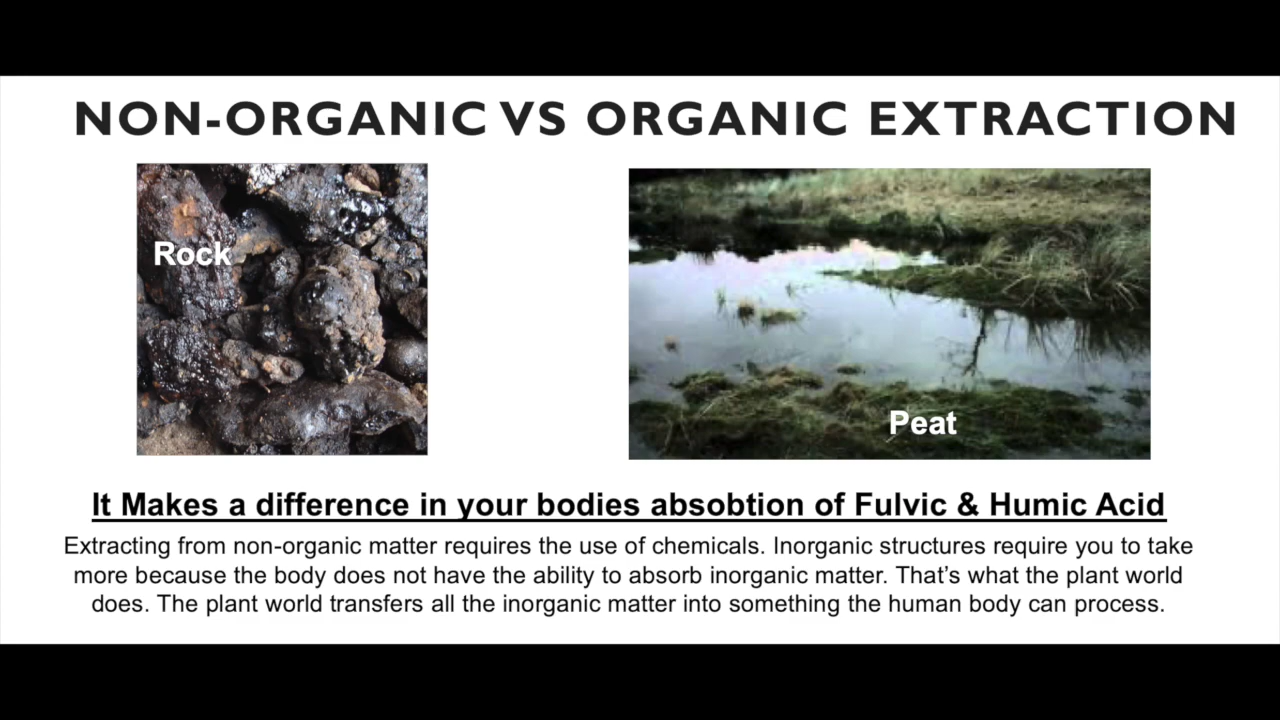 NON-ORGANIC VS ORGANIC EXTRACTION
Rock
Peat
It Makes a difference in your bodies absobtion of Fulvic & Humic Acid
Extracting from non-organic matter requires the use of chemicals. Inorganic structures require you to take
more because the body does not have the ability to absorb inorganic matter. That’s what the plant world
does. The plant world transfers all the inorganic matter into something the human body can process.